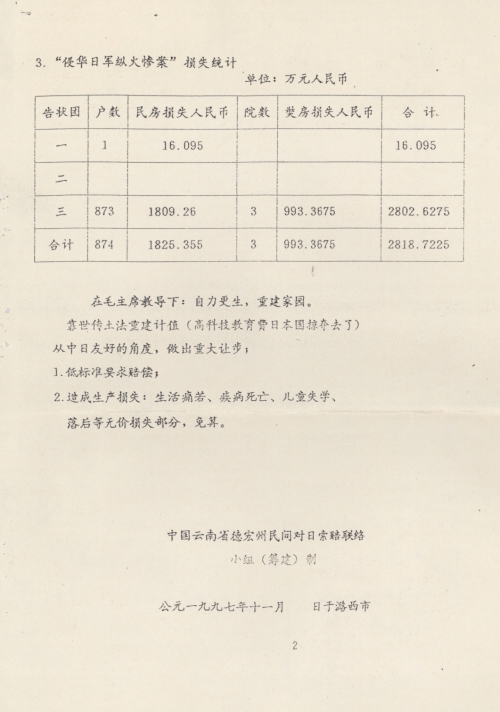 3. “侵华日军纵火惨案” 损失统计
单位: 万元人民币
告状团 户数 民房损失人民币 院数 奘房损失人民币 合 计
一 1 16.095 16.095
二
三 873 1809.26 3 993.3675 2802.6275
合计 874 1825.355 3 993.3675 2818.7225
在毛主席教导下: 自力更生, 重建家园。
靠世传土法重建计值 (高科技教育费日本国掠夺去了)
从中日友好的角度, 做出重大让步;
1.低标准要求赔偿;
2.造成生产损失: 生活痛苦、疾病死亡、儿童失学、
落后等无价损失部分, 免算。
中国云南省德宏州民间对日索赔联络
小组 (筹建) 制
公元一九九七年十一月 日于潞西市
2